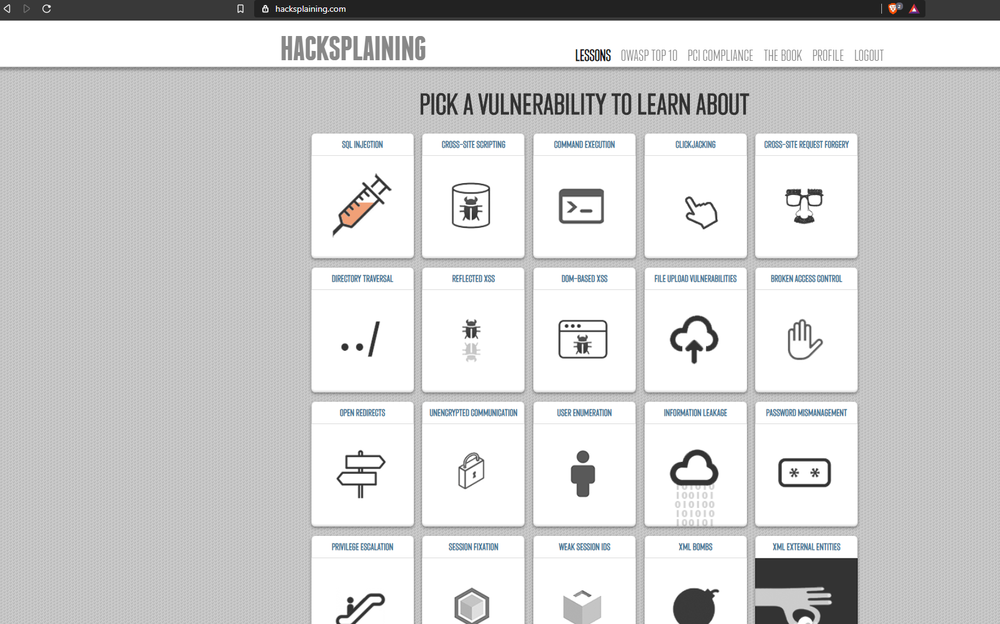 hacksplaining.com
2
HACKSPLAINING
LESSONS OWASP TOP 10 PCI COMPLIANCE THE BOOK PROFILE LOGOUT
PICK A VULNERABILITY TO LEARN ABOUT
SQL INJECTION CROSS-SITE SCRIPTING COMMAND EXECUTION CLICKJACKING CROSS-SITE REQUEST FORGERY
>_
DIRECTORY TRAVERSAL REFLECTED XSS DOM-BASED XSS FILE UPLOAD VULNERABILITIES BROKEN ACCESS CONTROL
../
OPEN REDIRECTS UNENCRYPTED COMMUNICATION USER ENUMERATION INFORMATION LEAKAGE PASSWORD MISMANAGEMENT
* *
101010
100101
010100
101010
100101
PRIVILEGE ESCALATION SESSION FIXATION WEAK SESSION IDS XML BOMBS XML EXTERNAL ENTITIES